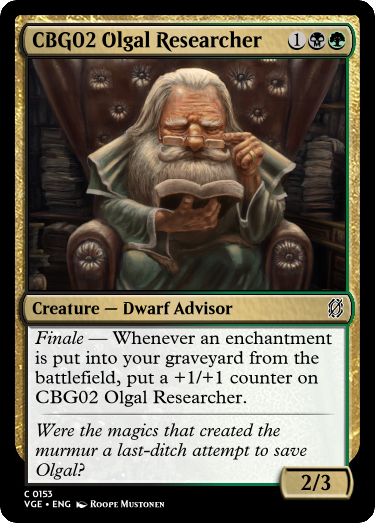 CBG02 Olgal Researcher 1
Creature — Dwarf Advisor
Finale — Whenever an enchantment
is put into your graveyard from the
battlefield, put a +1/+1 counter on
CBG02 Olgal Researcher.
Were the magics that created the
murmur a last-ditch attempt to save
Olgal?
2/3
C 0153
VGE • ENG Roope Mustonen